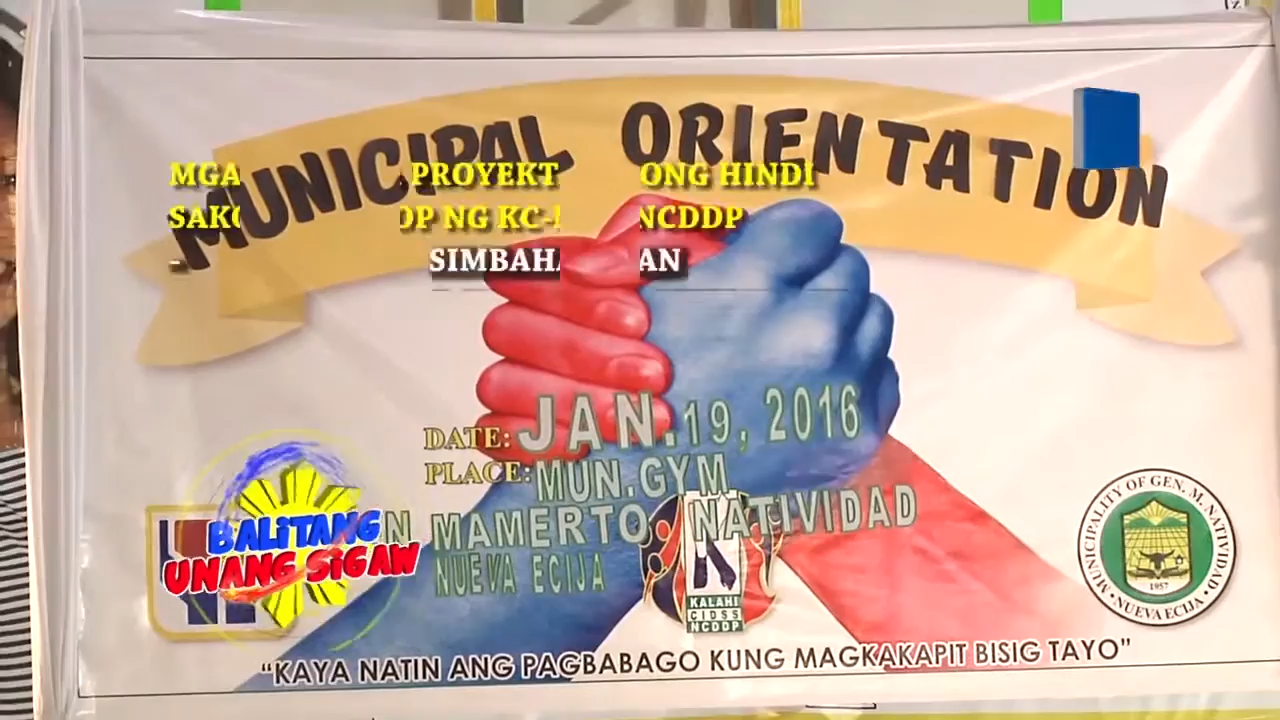 MUNICIPAL ORIENTATION
MGA PROYEKT ONG HINDI
OP NG KC- NCDDP
SIMBAHA AN
DATE: JAN. 19, 2016
PLACE: MUN. GYM
N MAMERTO NATIVIDAD
NUEVA ECIJA
BALITANG
UNANG SIGAW
KALAHI
CIDSS
NCDDP
MUNICIPALITY OF GEN. M. NATIVIDAD
1957
NUEVA ECIJA
"KAYA NATIN ANG PAGBABAGO KUNG MAGKAKAPIT BISIG TAYO"